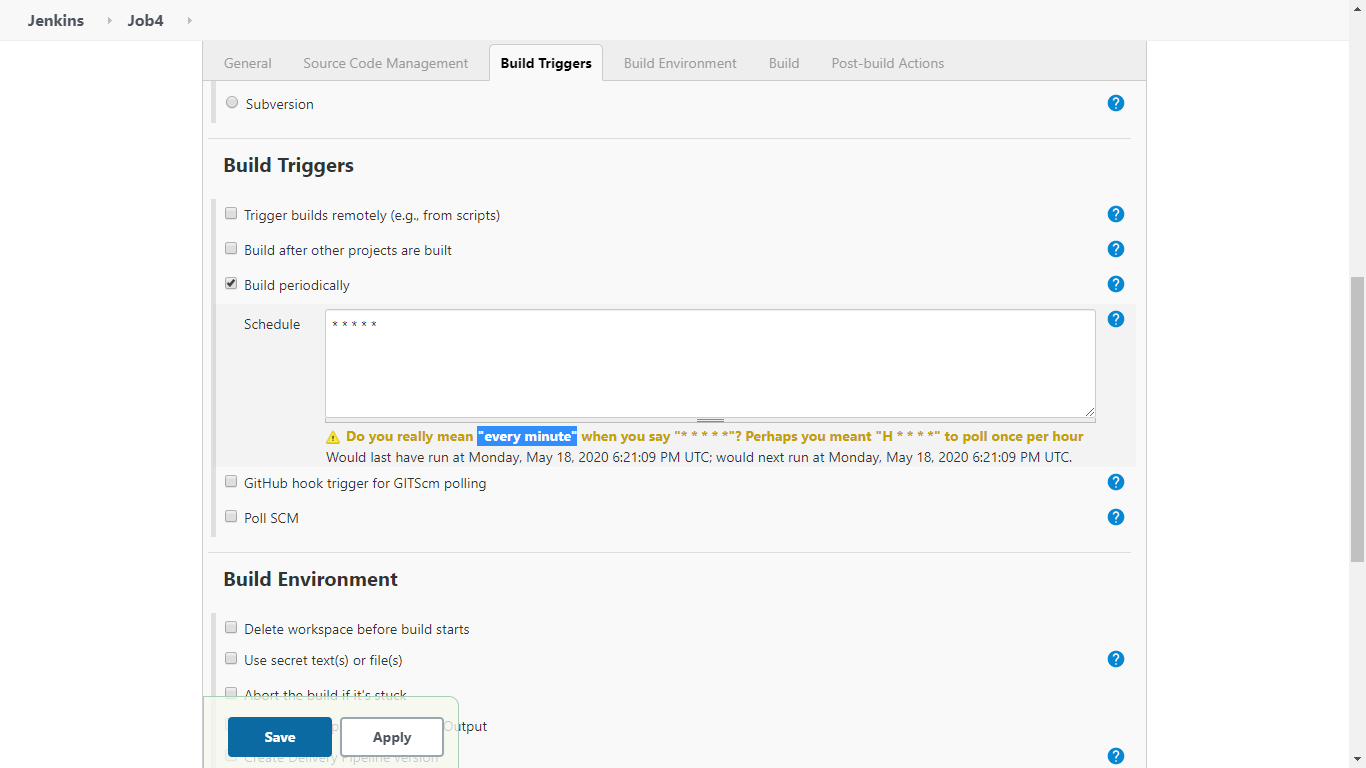 Jenkins Job4
General Source Code Management Build Triggers Build Environment Build Post-build Actions
Subversion
Build Triggers
Trigger builds remotely (e.g., from scripts)
Build after other projects are built
Build periodically
Schedule * * * * *
Do you really mean "every minute" when you say "* * * * *"? Perhaps you meant "H * * * *" to poll once per hour
Would last have run at Monday, May 18, 2020 6:21:09 PM UTC; would next run at Monday, May 18, 2020 6:21:09 PM UTC.
GitHub hook trigger for GITScm polling
Poll SCM
Build Environment
Delete workspace before build starts
Use secret text(s) or file(s)
Abort the build if it's stuck
Output
Save Apply
Create Delivery Pipeline version